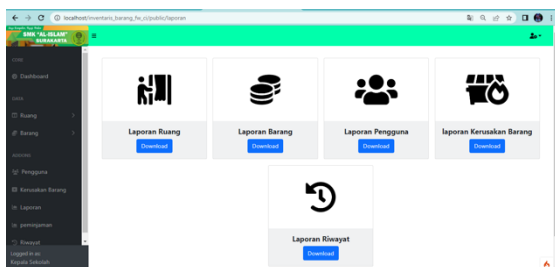 localhost/inventaris_barang_fw_ci/public/laporan
SMK "AL-ISLAM"
SURAKARTA
CORE
Dashboard
DATA
Ruang
Barang
Pengguna
Kerusakan Barang
Laporan
peminjaman
Riwayat
Logged in as:
Kepala Sekolah
Laporan Ruang
Download
Laporan Barang
Download
Laporan Pengguna
Download
laporan Kerusakan Barang
Download
Laporan Riwayat
Download